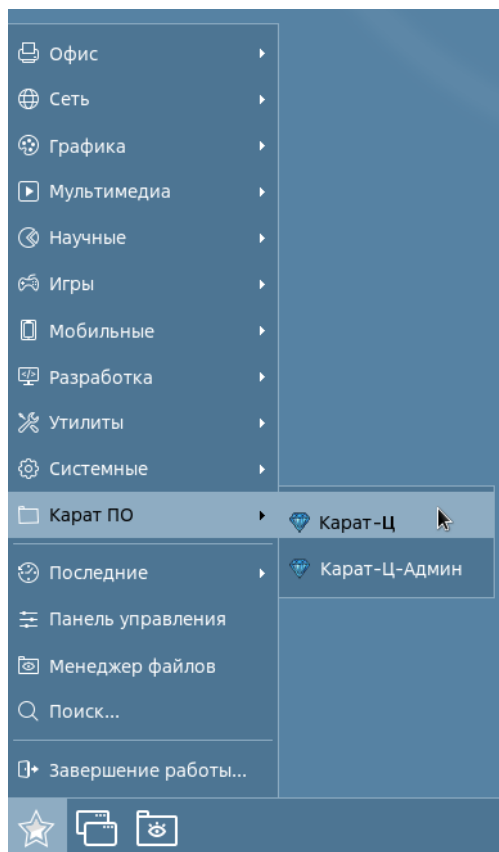 Офис
Сеть
Графика
Мультимедиа
Научные
Игры
Мобильные
Разработка
Утилиты
Системные
Карат ПО
Карат-Ц
Карат-Ц-Админ
Последние
Панель управления
Менеджер файлов
Поиск...
Завершение работы...